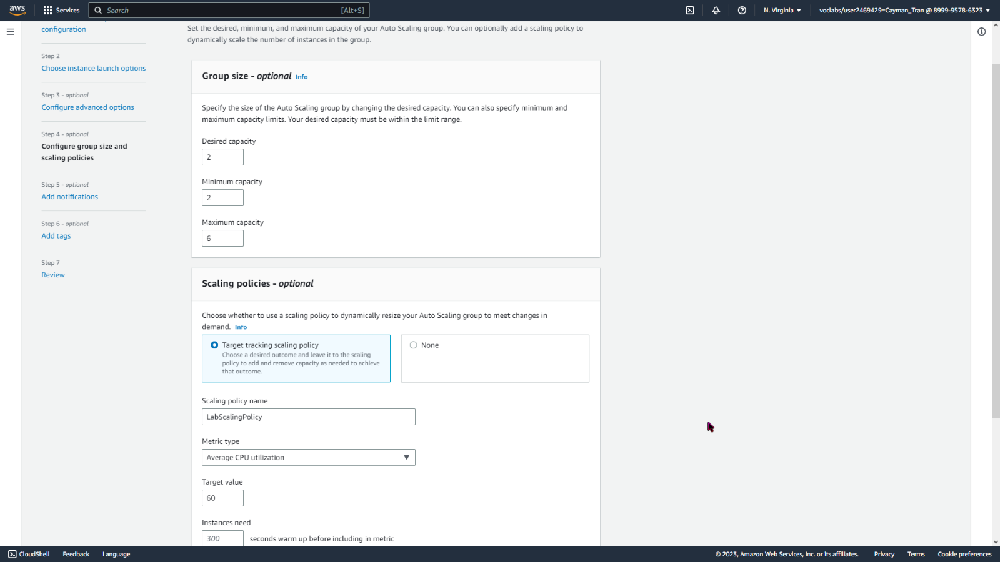 aws
Services
Search
[Alt+S]
N. Virginia
voclabs/user2469429=Cayman_Tran @ 8999-9578-6323
configuration
Step 2
Choose instance launch options
Step 3 - optional
Configure advanced options
Step 4 - optional
Configure group size and
scaling policies
Step 5 - optional
Add notifications
Step 6 - optional
Add tags
Step 7
Review
Set the desired, minimum, and maximum capacity of your Auto Scaling group. You can optionally add a scaling policy to
dynamically scale the number of instances in the group.
Group size - optional Info
Specify the size of the Auto Scaling group by changing the desired capacity. You can also specify minimum and
maximum capacity limits. Your desired capacity must be within the limit range.
Desired capacity
2
Minimum capacity
2
Maximum capacity
6
Scaling policies - optional
Choose whether to use a scaling policy to dynamically resize your Auto Scaling group to meet changes in
demand. Info
Target tracking scaling policy
Choose a desired outcome and leave it to the scaling
policy to add and remove capacity as needed to achieve
that outcome.
None
Scaling policy name
LabScalingPolicy
Metric type
Average CPU utilization
Target value
60
Instances need
300 seconds warm up before including in metric
CloudShell
Feedback
Language
© 2023, Amazon Web Services, Inc. or its affiliates.
Privacy
Terms
Cookie preferences